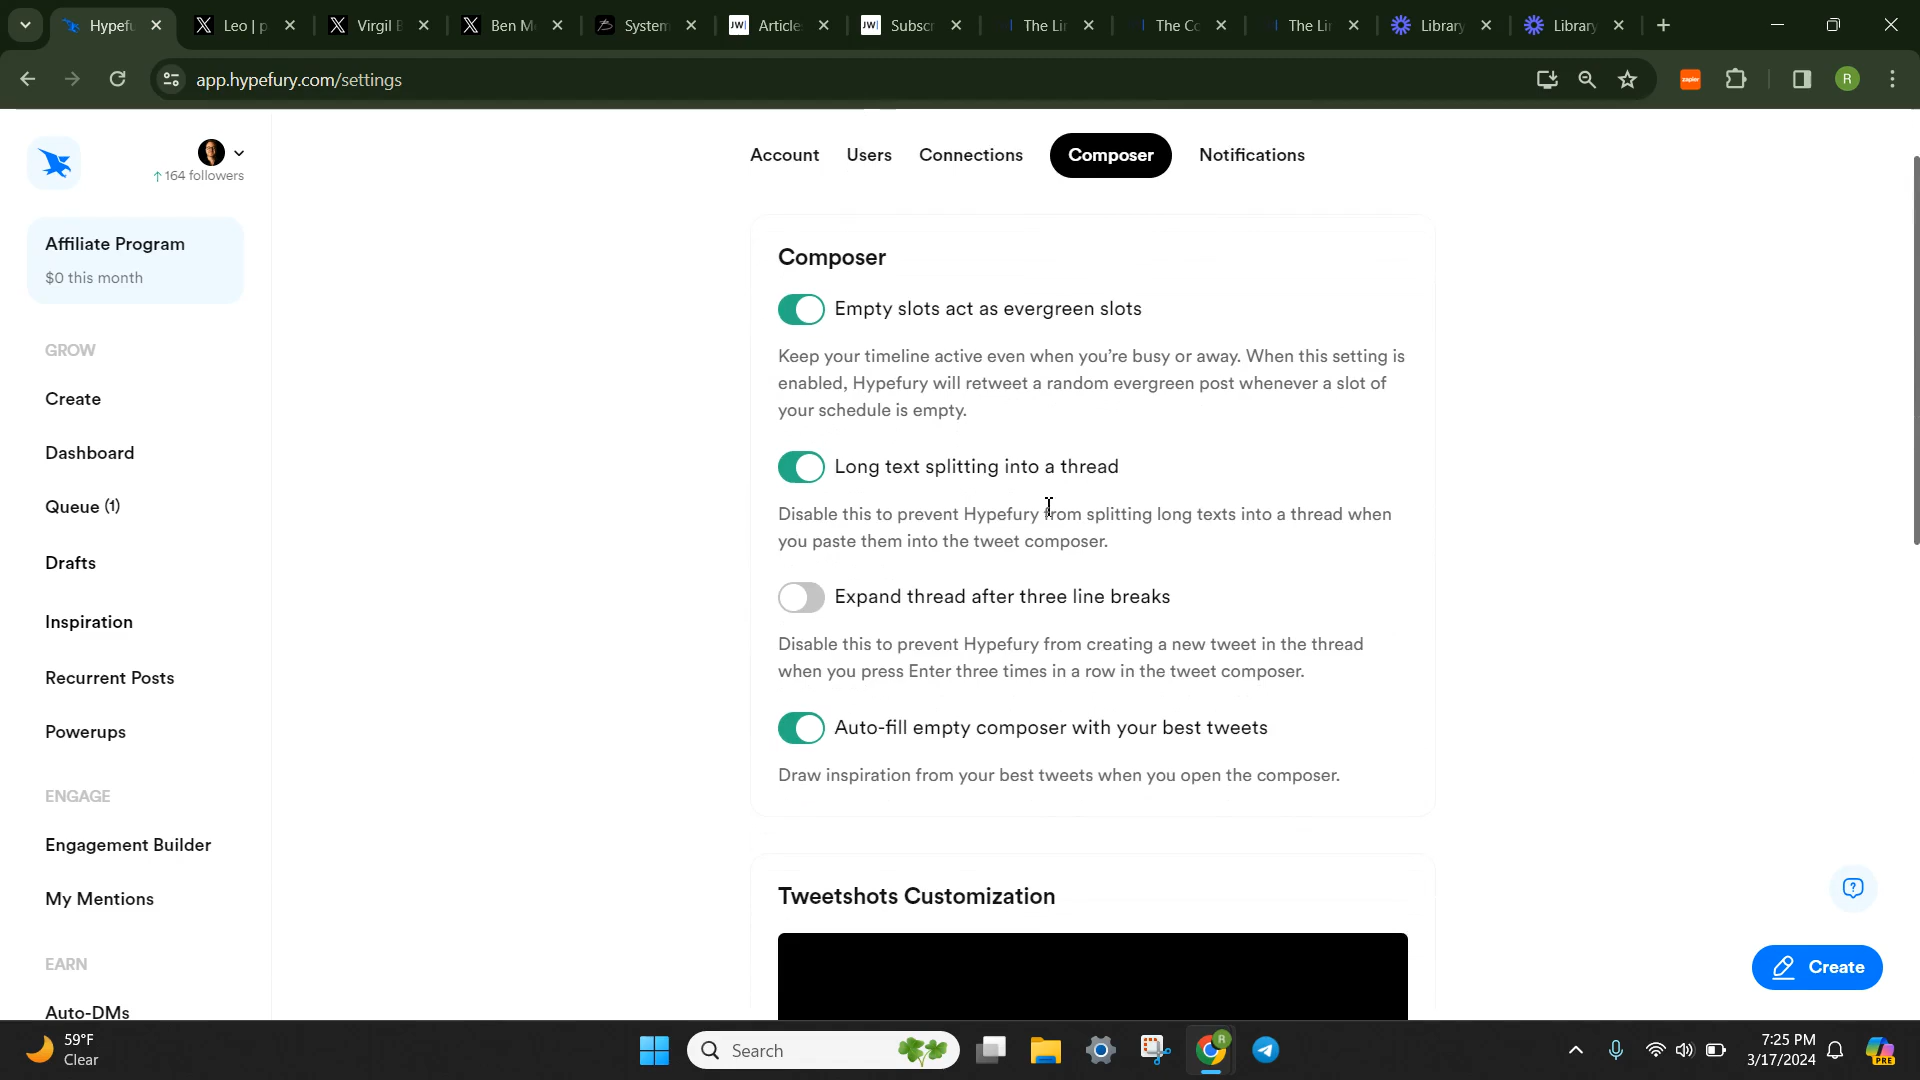 Hypefu
Leo | p
Virgil B
Ben M
System
JW|
Article
JW|
Subscr
The Lin
The Co
The Lin
Library
Library
app.hypefury.com/settings
zapier
R
164 followers
Affiliate Program
$0 this month
GROW
Create
Dashboard
Queue (1)
Drafts
Inspiration
Recurrent Posts
Powerups
ENGAGE
Engagement Builder
My Mentions
EARN
Auto-DMs
Account
Users
Connections
Composer
Notifications
Composer
Empty slots act as evergreen slots
Keep your timeline active even when you're busy or away. When this setting is
enabled, Hypefury will retweet a random evergreen post whenever a slot of
your schedule is empty.
Long text splitting into a thread
Disable this to prevent Hypefury from splitting long texts into a thread when
you paste them into the tweet composer.
Expand thread after three line breaks
Disable this to prevent Hypefury from creating a new tweet in the thread
when you press Enter three times in a row in the tweet composer.
Auto-fill empty composer with your best tweets
Draw inspiration from your best tweets when you open the composer.
Tweetshots Customization
Create
59°F
Clear
Search
R
7:25 PM
3/17/2024
PRE